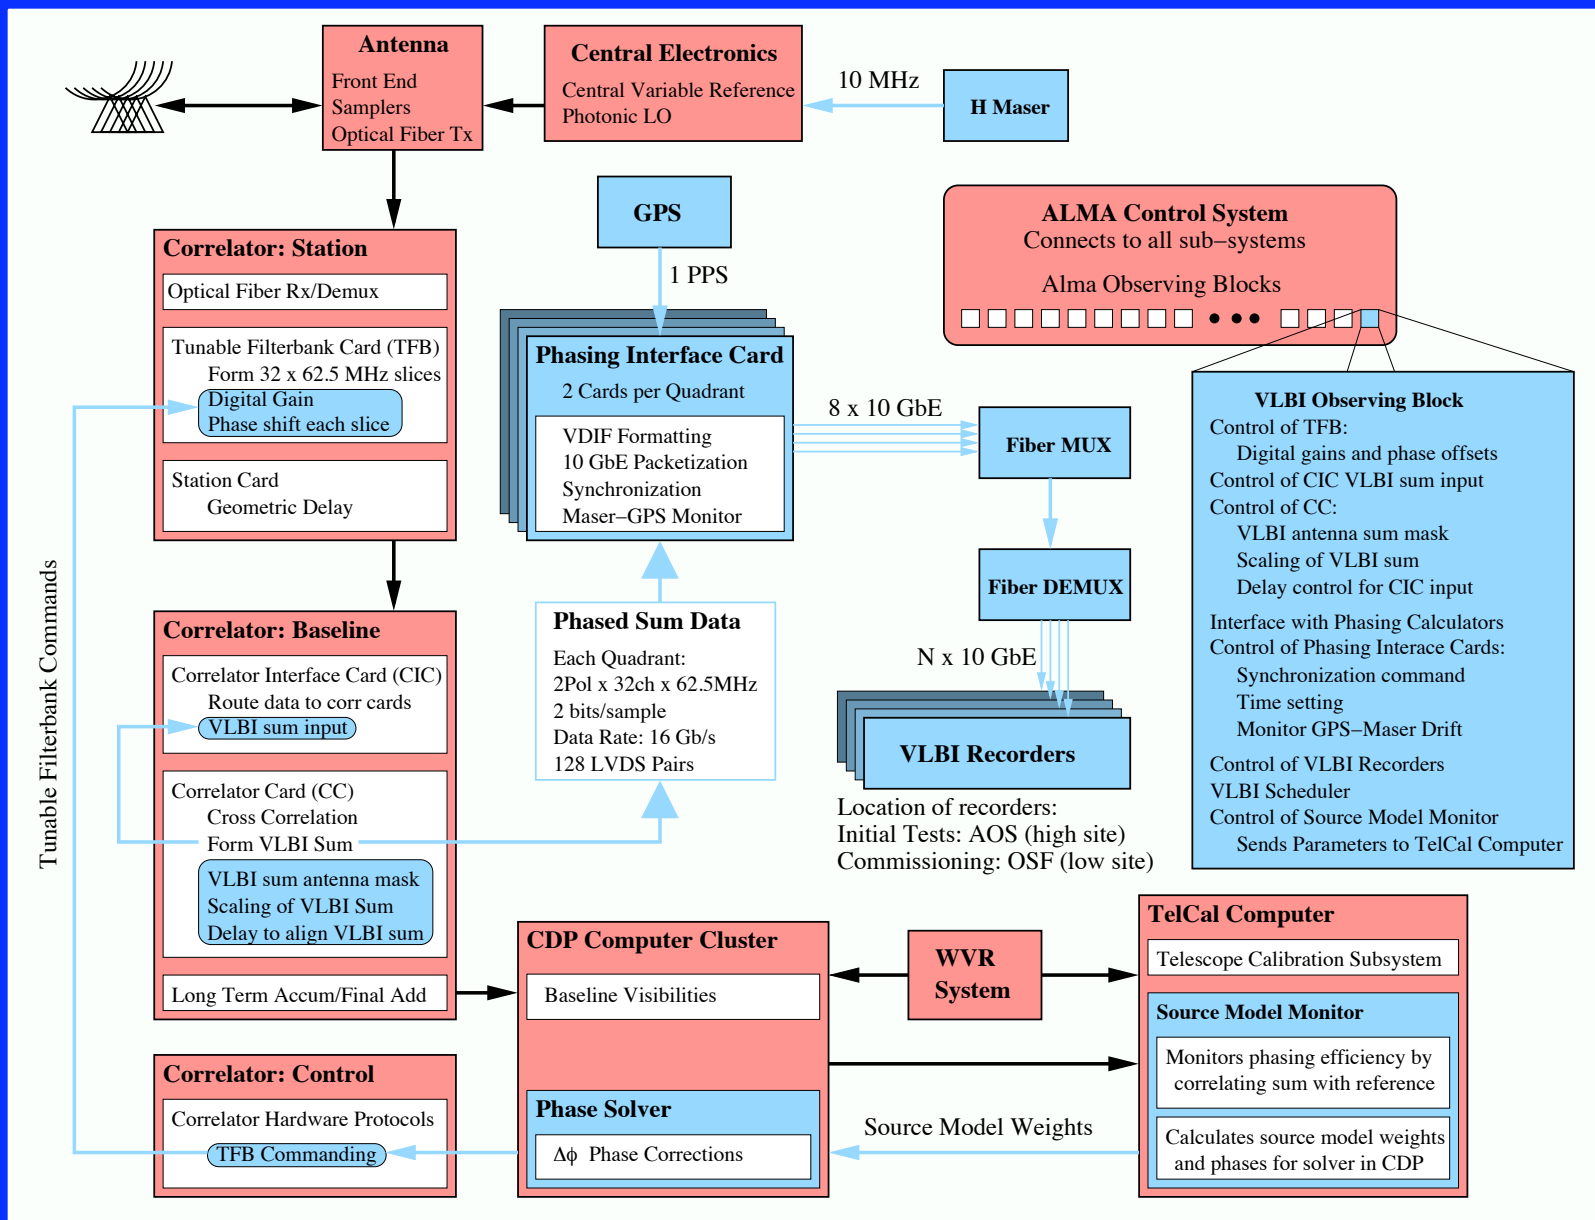 Antenna
Front End
Samplers
Optical Fiber Tx
Central Electronics
Central Variable Reference
Photonic LO
10 MHz
H Maser
GPS
1 PPS
ALMA Control System
Connects to all sub–systems
Alma Observing Blocks
Correlator: Station
Optical Fiber Rx/Demux
Tunable Filterbank Card (TFB)
Form 32 x 62.5 MHz slices
Digital Gain
Phase shift each slice
Station Card
Geometric Delay
Phasing Interface Card
2 Cards per Quadrant
VDIF Formatting
10 GbE Packetization
Synchronization
Maser–GPS Monitor
8 x 10 GbE
Fiber MUX
Fiber DEMUX
N x 10 GbE
VLBI Recorders
Location of recorders:
Initial Tests: AOS (high site)
Commissioning: OSF (low site)
VLBI Observing Block
Control of TFB:
Digital gains and phase offsets
Control of CIC VLBI sum input
Control of CC:
VLBI antenna sum mask
Scaling of VLBI sum
Delay control for CIC input
Interface with Phasing Calculators
Control of Phasing Interace Cards:
Synchronization command
Time setting
Monitor GPS–Maser Drift
Control of VLBI Recorders
VLBI Scheduler
Control of Source Model Monitor
Sends Parameters to TelCal Computer
Tunable Filterbank Commands
Correlator: Baseline
Correlator Interface Card (CIC)
Route data to corr cards
VLBI sum input
Correlator Card (CC)
Cross Correlation
Form VLBI Sum
VLBI sum antenna mask
Scaling of VLBI Sum
Delay to align VLBI sum
Long Term Accum/Final Add
Phased Sum Data
Each Quadrant:
2Pol x 32ch x 62.5MHz
2 bits/sample
Data Rate: 16 Gb/s
128 LVDS Pairs
Correlator: Control
Correlator Hardware Protocols
TFB Commanding
CDP Computer Cluster
Baseline Visibilities
Phase Solver
Δϕ Phase Corrections
WVR
System
Source Model Weights
TelCal Computer
Telescope Calibration Subsystem
Source Model Monitor
Monitors phasing efficiency by
correlating sum with reference
Calculates source model weights
and phases for solver in CDP